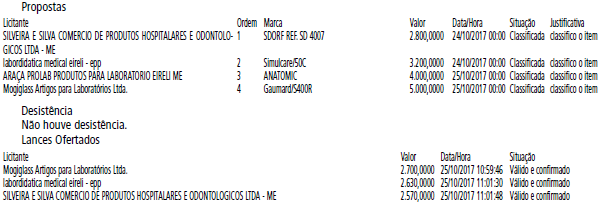 Propostas
Licitante Ordem Marca Valor Data/Hora Situação Justificativa
SILVEIRA E SILVA COMERCIO DE PRODUTOS HOSPITALARES E ODONTOLO- 1 SDORF REF. SD 4007 2.800,0000 24/10/2017 00:00 Classificada classifico o item
GICOS LTDA - ME
labordidatica medical eireli - epp 2 Simulcare/50C 3.200,0000 24/10/2017 00:00 Classificada classifico o item
ARAÇA PROLAB PRODUTOS PARA LABORATORIO EIRELI ME 3 ANATOMIC 4.000,0000 25/10/2017 00:00 Classificada classifico o item
Mogiglass Artigos para Laboratórios Ltda. 4 Gaumard/S400R 5.000,0000 25/10/2017 00:00 Classificada classifico o item
Desistência
Não houve desistência.
Lances Ofertados
Licitante Valor Data/Hora Situação
Mogiglass Artigos para Laboratórios Ltda. 2.700,0000 25/10/2017 10:59:46 Válido e confirmado
labordidatica medical eireli - epp 2.630,0000 25/10/2017 11:01:30 Válido e confirmado
SILVEIRA E SILVA COMERCIO DE PRODUTOS HOSPITALARES E ODONTOLOGICOS LTDA - ME 2.570,0000 25/10/2017 11:01:48 Válido e confirmado